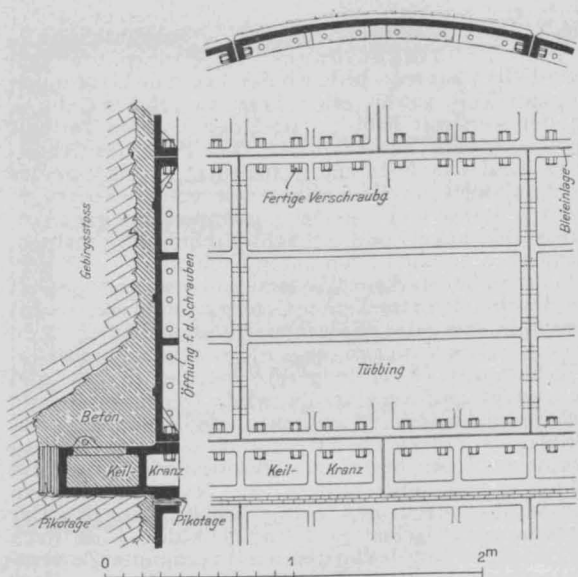 Fertige Verschraubg.
Bleieinlage
Gebirgsstoss
Öffnung f. d. Schrauben
Tübbing
Beton
Keil- Kranz
Keil- Kranz
Pikotage
Pikotage
0 1 2m